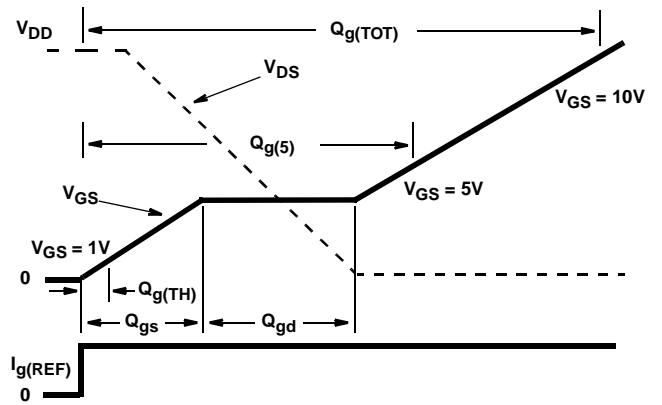 V_DD
Q_g(TOT)
V_DS
V_GS = 10V
Q_g(5)
V_GS
V_GS = 5V
V_GS = 1V
0
Q_g(TH)
Q_gs
Q_gd
I_g(REF)
0